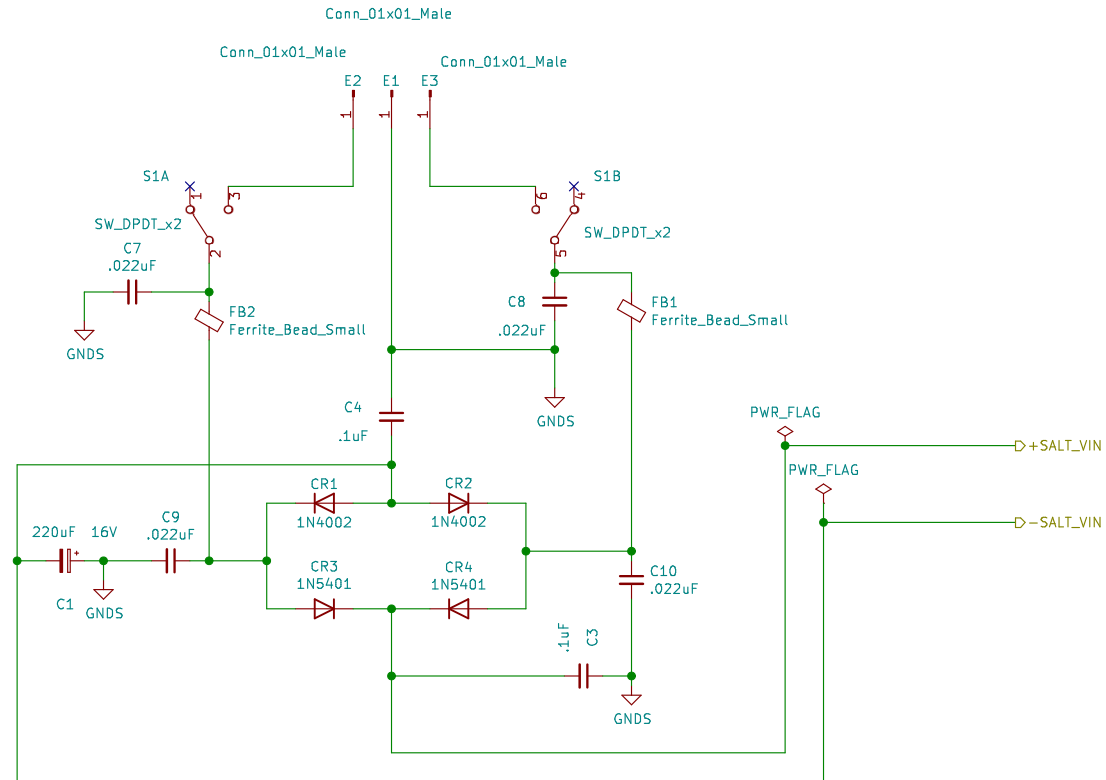 Conn_01x01_Male
Conn_01x01_Male
Conn_01x01_Male
E2
E1
E3
1
1
1
S1A
1
3
6
4
S1B
SW_DPDT_x2
SW_DPDT_x2
2
5
C7
.022uF
C8
.022uF
FB2
Ferrite_Bead_Small
FB1
Ferrite_Bead_Small
GNDS
C4
.1uF
GNDS
PWR_FLAG
+SALT_VIN
PWR_FLAG
CR1
1N4002
CR2
1N4002
-SALT_VIN
220uF
16V
C9
.022uF
+
CR3
1N5401
CR4
1N5401
C10
.022uF
C1
GNDS
.1uF
C3
GNDS